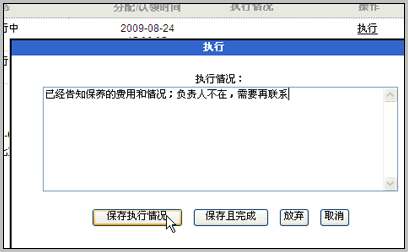 分配/认领时间 执行情况 操作
行中 2009-08-24 执行
执行
执行情况：
已经告知保养的费用和情况；负责人不在，需要再联系
保存执行情况 保存且完成 放弃 取消